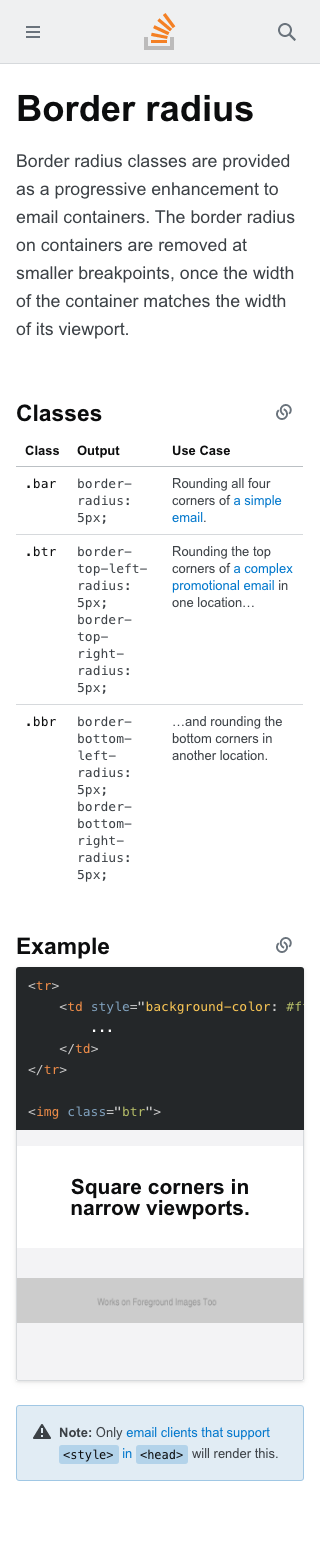 Border radius
Border radius classes are provided
as a progressive enhancement to
email containers. The border radius
on containers are removed at
smaller breakpoints, once the width
of the container matches the width
of its viewport.
Classes
Class Output Use Case
.bar border-
radius:
5px;
Rounding all four
corners of a simple
email.
.btr border-
top-left-
radius:
5px;
border-
top-
right-
radius:
5px;
Rounding the top
corners of a complex
promotional email in
one location…
.bbr border-
bottom-
left-
radius:
5px;
border-
bottom-
right-
radius:
5px;
…and rounding the
bottom corners in
another location.
Example
<tr>
<td style="background-color: #f
...
</td>
</tr>
<img class="btr">
Square corners in
narrow viewports.
Works on Foreground Images Too
Note: Only email clients that support
<style> in <head> will render this.